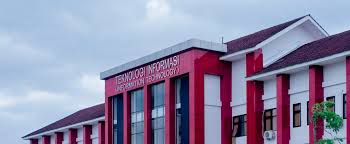 TEKNOLOGI INFORMASI
(INFORMATION TECHNOLOGY)